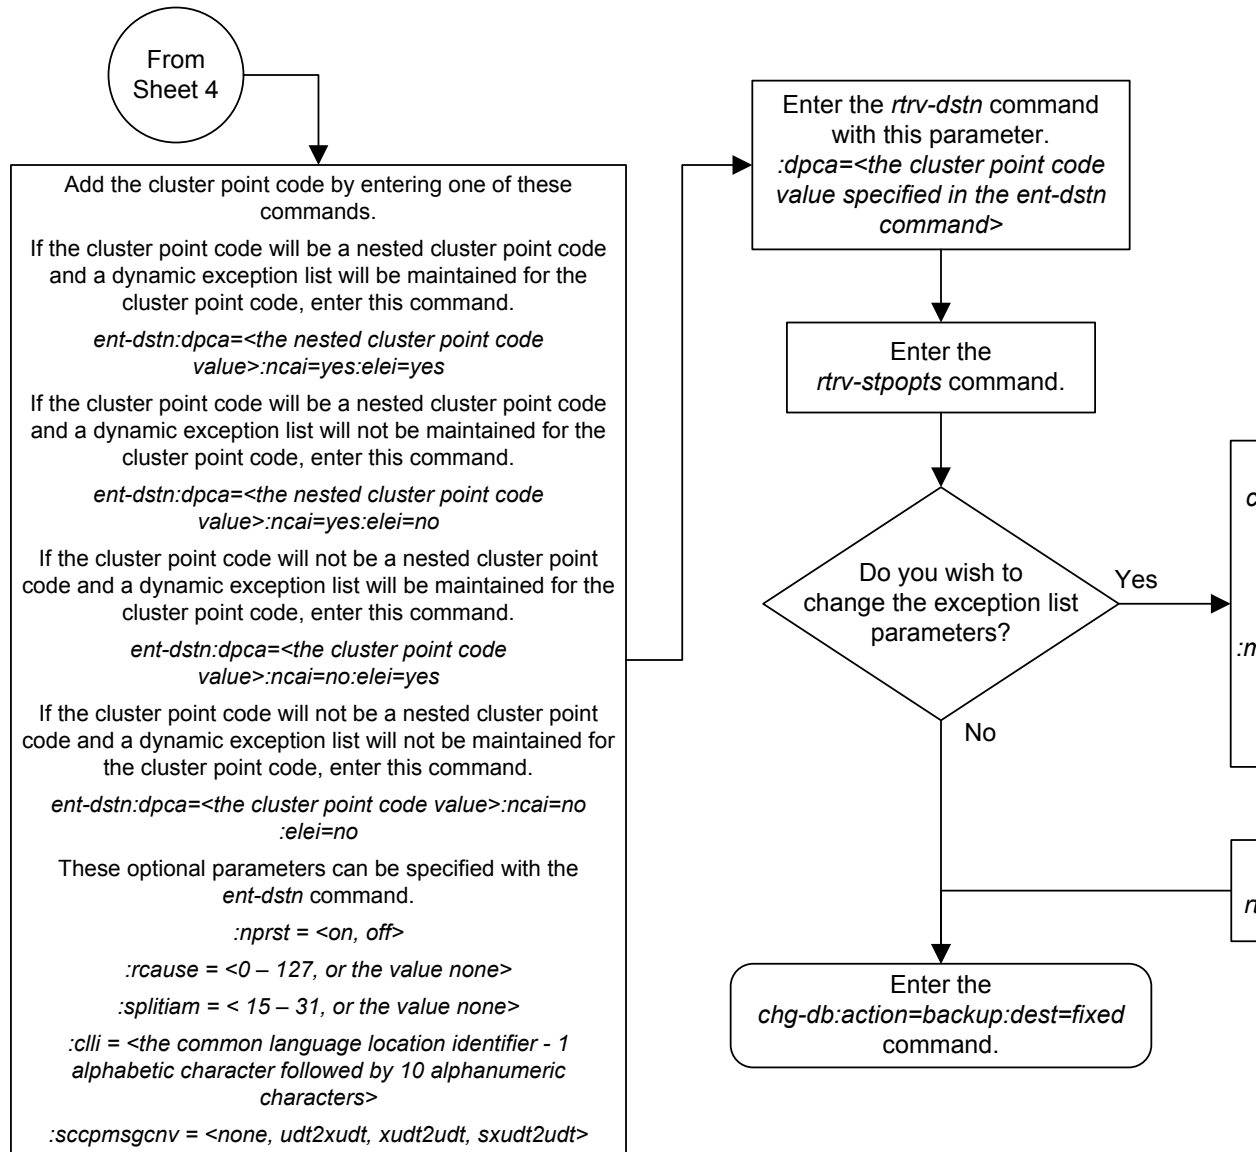 From
Sheet 4
Add the cluster point code by entering one of these
commands.
If the cluster point code will be a nested cluster point code
and a dynamic exception list will be maintained for the
cluster point code, enter this command.
ent-dstn:dpca=<the nested cluster point code
value>:ncai=yes:elei=yes
If the cluster point code will be a nested cluster point code
and a dynamic exception list will not be maintained for the
cluster point code, enter this command.
ent-dstn:dpca=<the nested cluster point code
value>:ncai=yes:elei=no
If the cluster point code will not be a nested cluster point
code and a dynamic exception list will be maintained for the
cluster point code, enter this command.
ent-dstn:dpca=<the cluster point code
value>:ncai=no:elei=yes
If the cluster point code will not be a nested cluster point
code and a dynamic exception list will not be maintained for
the cluster point code, enter this command.
ent-dstn:dpca=<the cluster point code value>:ncai=no
:elei=no
These optional parameters can be specified with the
ent-dstn command.
:nprst = <on, off>
:rcause = <0 – 127, or the value none>
:splitiam = < 15 – 31, or the value none>
:clli = <the common language location identifier - 1
alphabetic character followed by 10 alphanumeric
characters>
:sccpmsgcnv = <none, udt2xudt, xudt2udt, sxudt2udt>
Enter the rtrv-dstn command
with this parameter.
:dpca=<the cluster point code
value specified in the ent-dstn
command>
Enter the
rtrv-stpopts command.
Do you wish to
change the exception list
parameters?
Yes
No
Enter the
chg-db:action=backup:dest=fixed
command.